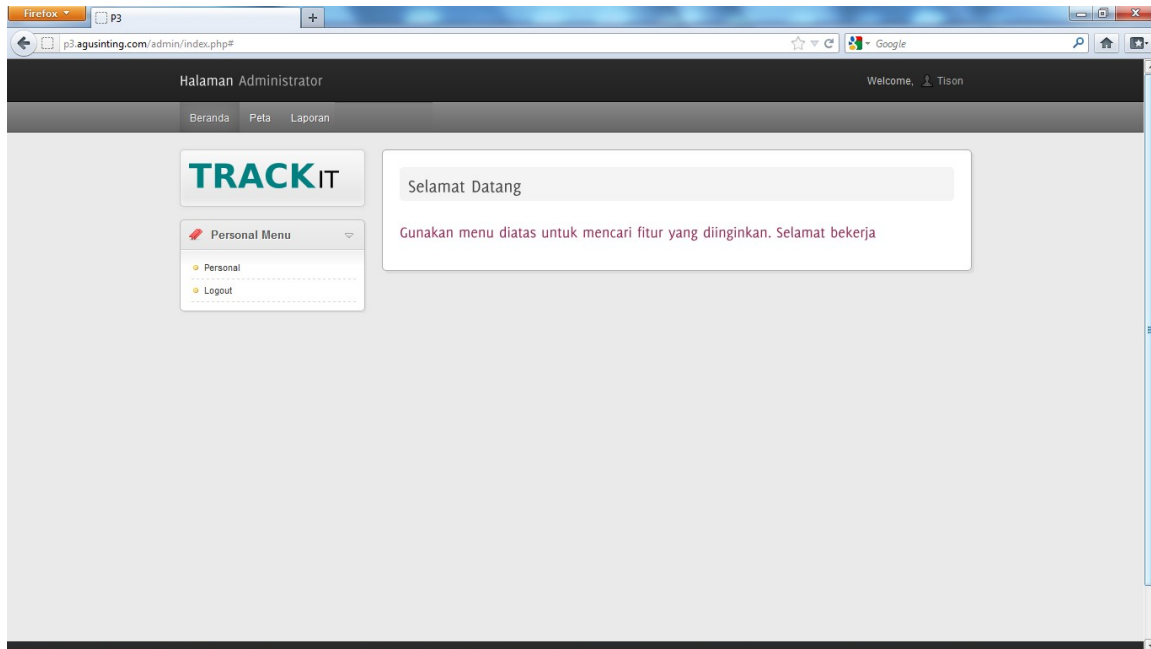 Firefox
P3
p3.agusinting.com/admin/index.php#
Google
Halaman Administrator
Welcome, Tison
Beranda Peta Laporan
TRACKIT
Selamat Datang
Personal Menu
Gunakan menu diatas untuk mencari fitur yang diinginkan. Selamat bekerja
Personal
Logout